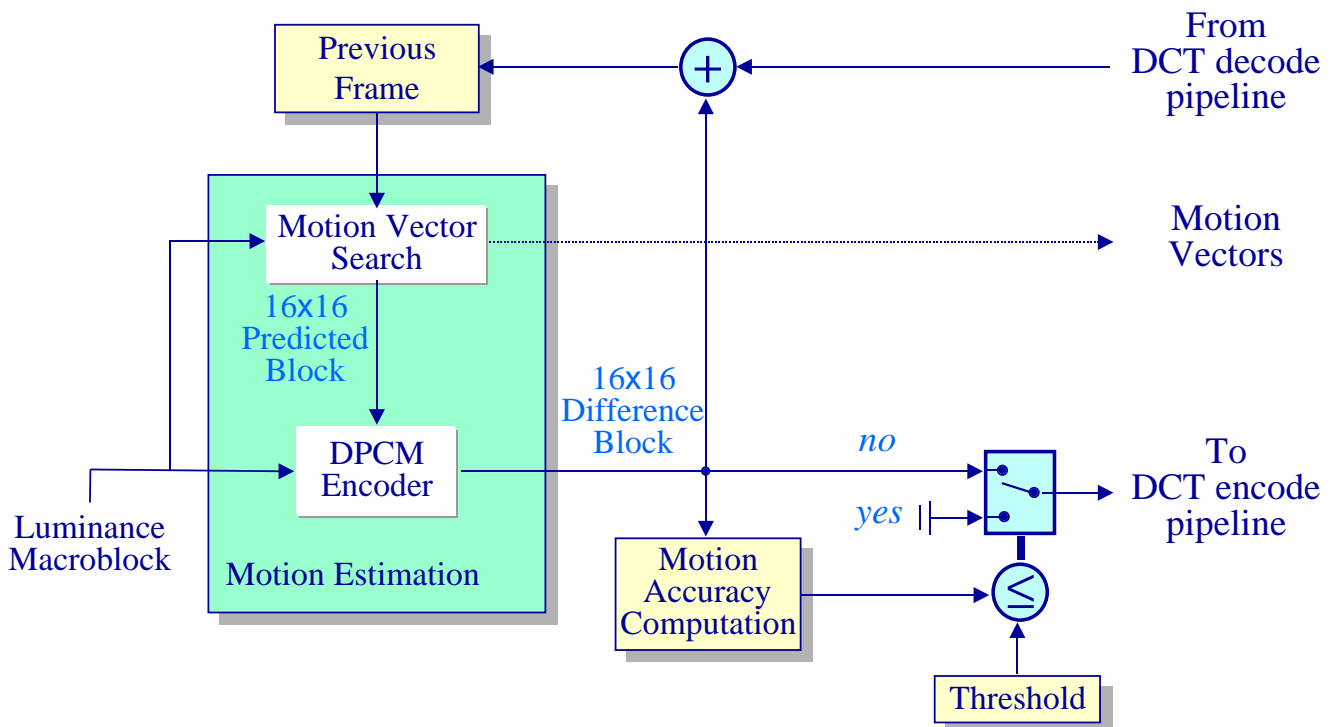 Previous
Frame
+
From
DCT decode
pipeline
Motion Vector
Search
Motion
Vectors
16x16
Predicted
Block
16x16
Difference
Block
DPCM
Encoder
no
yes
To
DCT encode
pipeline
Luminance
Macroblock
Motion Estimation
Motion
Accuracy
Computation
≤
Threshold